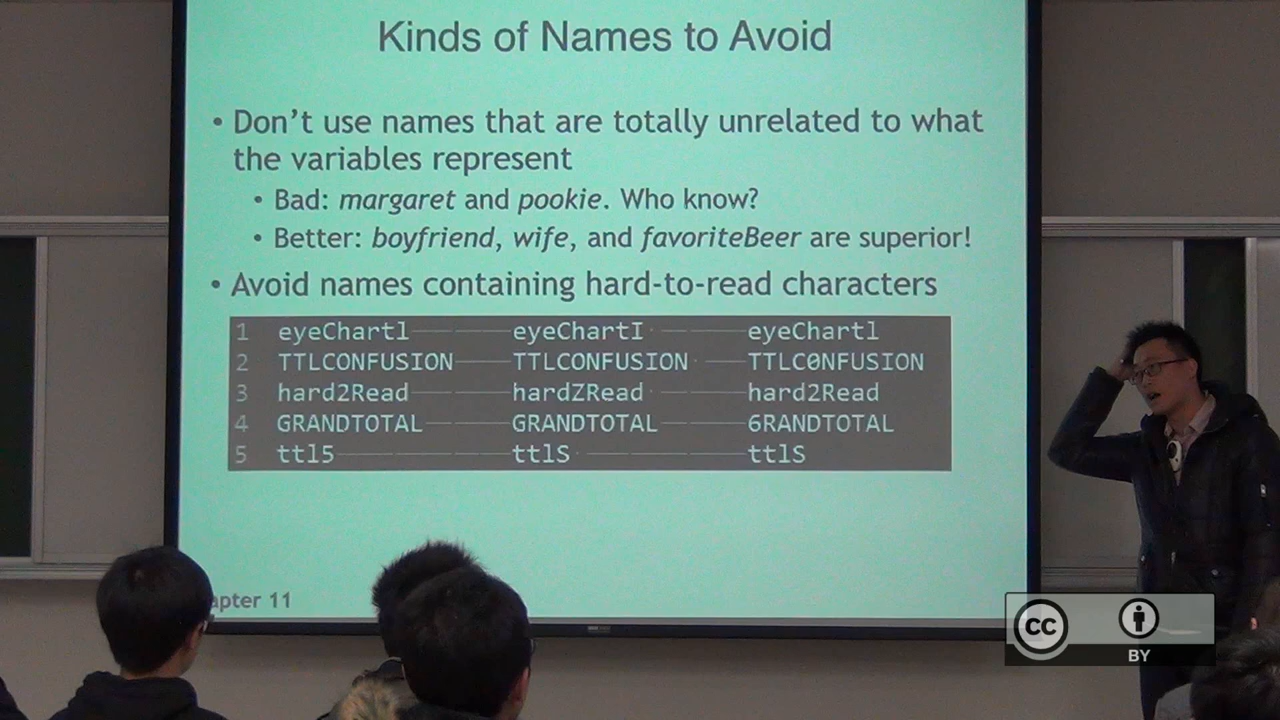 Kinds of Names to Avoid
• Don't use names that are totally unrelated to what
the variables represent
• Bad: margaret and pookie. Who know?
• Better: boyfriend, wife, and favoriteBeer are superior!
• Avoid names containing hard-to-read characters
1 eyeChartl eyeChartI eyeChartl
2 TTLCONFUSION TTLCONFUSION TTLC0NFUSION
3 hard2Read hardZRead hard2Read
4 GRANDTOTAL GRANDTOTAL 6RANDTOTAL
5 ttl5 ttlS ttlS
apter 11
CC
BY